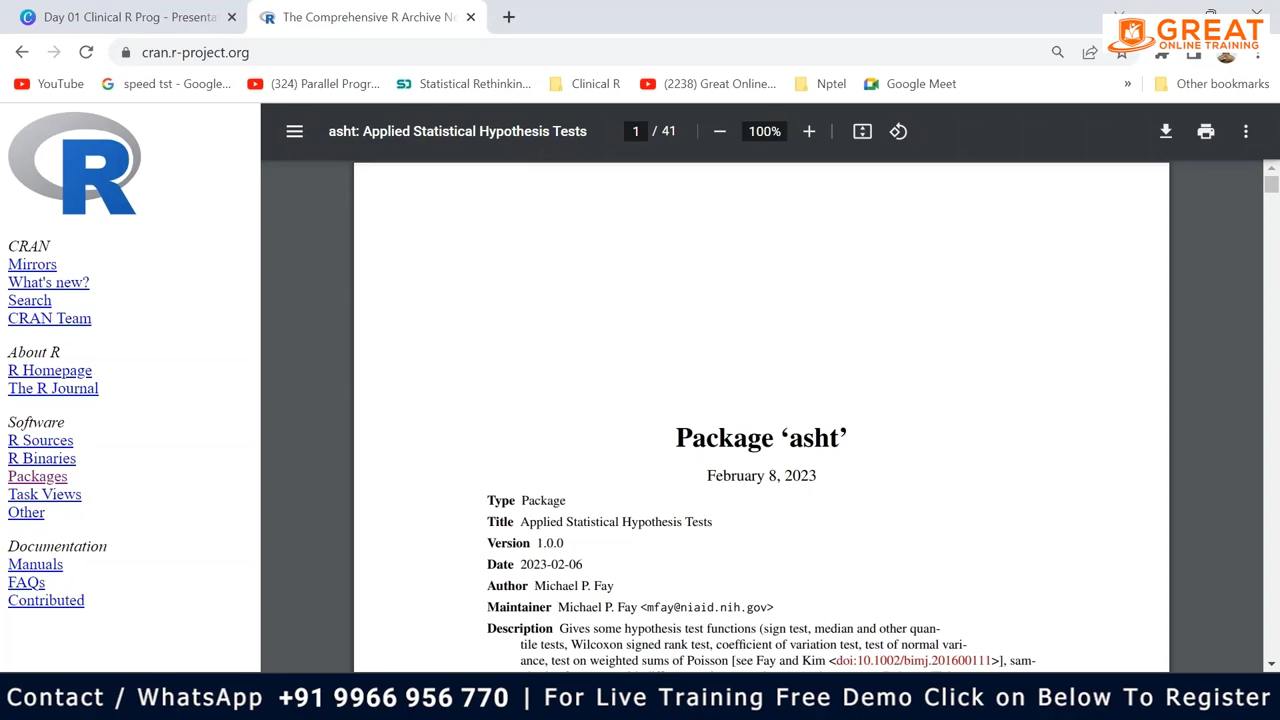 Day 01 Clinical R Prog - Presenta
The Comprehensive R Archive Ne
cran.r-project.org
GREAT
ONLINE TRAINING
YouTube
speed tst - Google...
(324) Parallel Progr...
Statistical Rethinkin...
Clinical R
(2238) Great Online...
Nptel
Google Meet
»
Other bookmarks
asht: Applied Statistical Hypothesis Tests
1 / 41
100%
R
CRAN
Mirrors
What's new?
Search
CRAN Team
About R
R Homepage
The R Journal
Software
R Sources
R Binaries
Packages
Task Views
Other
Documentation
Manuals
FAQs
Contributed
Package ‘asht’
February 8, 2023
Type Package
Title Applied Statistical Hypothesis Tests
Version 1.0.0
Date 2023-02-06
Author Michael P. Fay
Maintainer Michael P. Fay <mfay@niaid.nih.gov>
Description Gives some hypothesis test functions (sign test, median and other quan-
tile tests, Wilcoxon signed rank test, coefficient of variation test, test of normal vari-
ance, test on weighted sums of Poisson [see Fay and Kim <doi:10.1002/bimj.201600111>], sam-
Contact / WhatsApp +91 9966 956 770 | For Live Training Free Demo Click on Below To Register